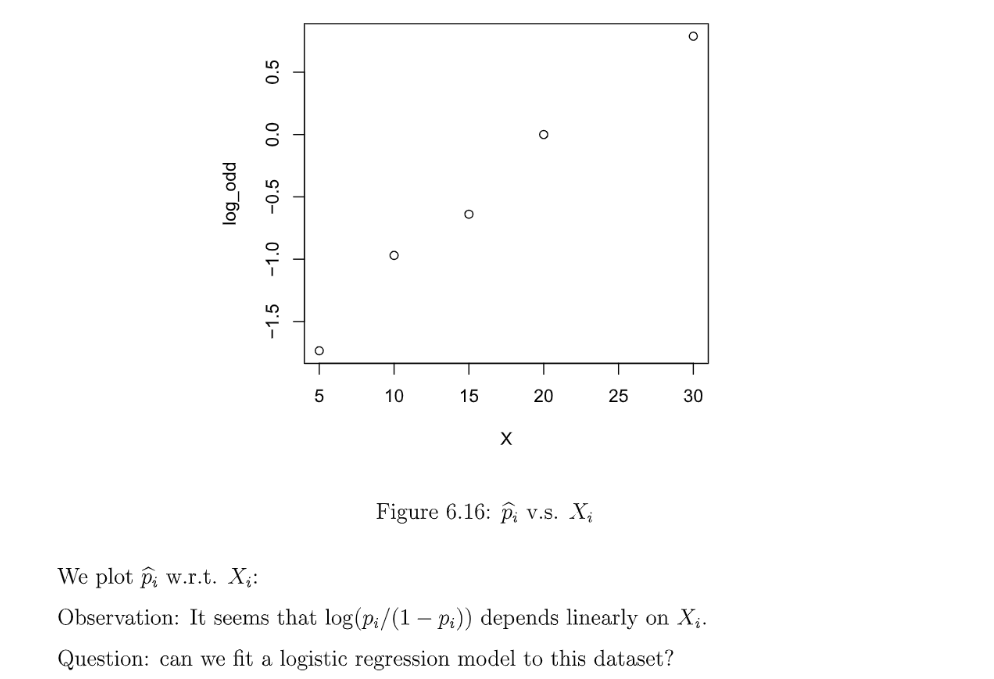 0.5
0.0
−0.5
−1.0
−1.5
log_odd
5 10 15 20 25 30
X
Figure 6.16: p̂ᵢ v.s. Xᵢ
We plot p̂ᵢ w.r.t. Xᵢ:
Observation: It seems that log(pᵢ/(1 − pᵢ)) depends linearly on Xᵢ.
Question: can we fit a logistic regression model to this dataset?